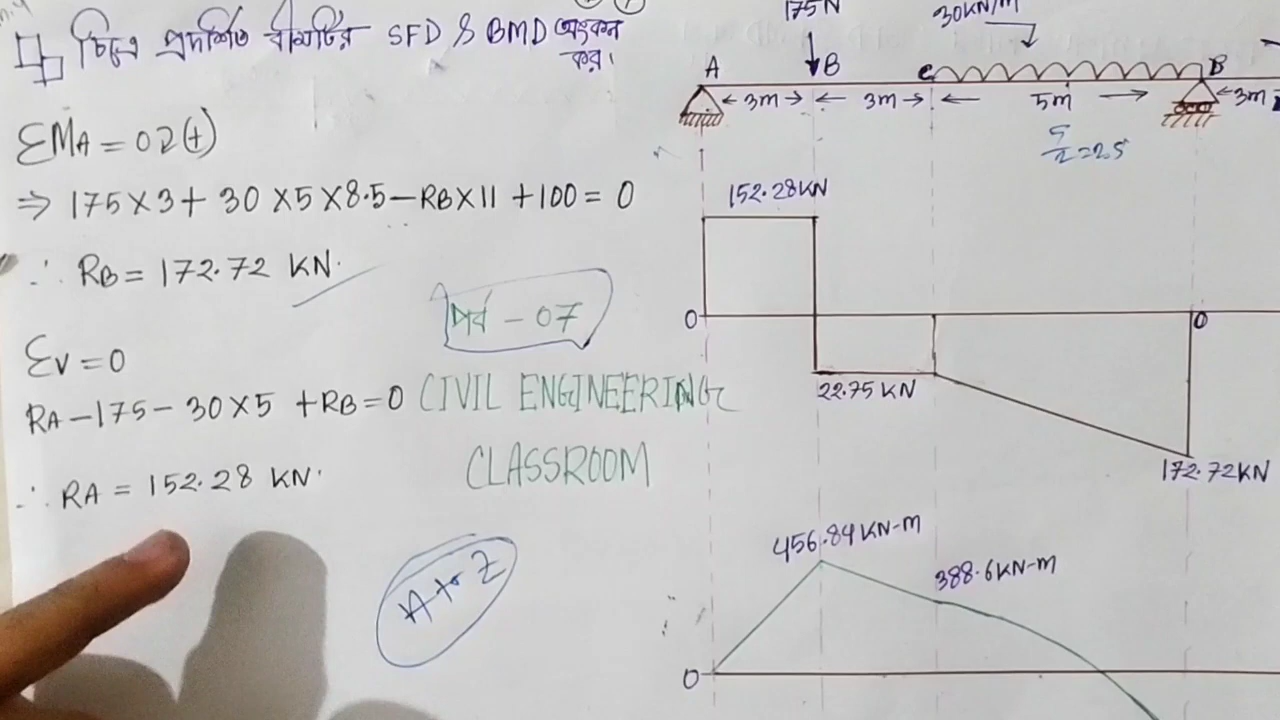 চিত্রে প্রদর্শিত বীমটির SFD & BMD অংকন
কর।
ΣMA = 0 ↻(+)
⇒ 175×3 + 30×5×8.5 – RB×11 + 100 = 0
∴ RB = 172.72 KN.
পর্ব - 07
Σv = 0
RA – 175 – 30×5 + RB = 0
∴ RA = 152.28 KN.
CIVIL ENGINEERING
CLASSROOM
A to Z
175N
30KN/m
A
B
C
B
3m
3m
5m
3m
5/2 = 2.5
152.28KN
0
0
22.75 KN
172.72KN
456.84 KN-m
388.6 KN-m
0